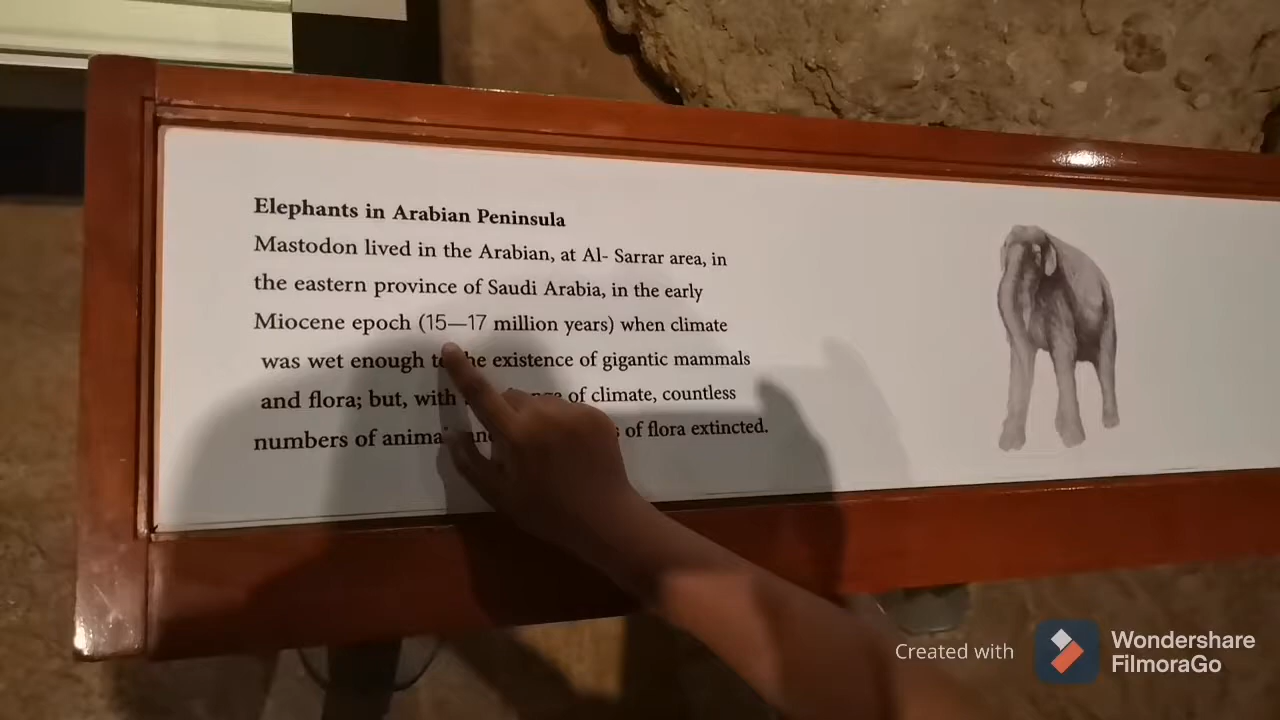 Elephants in Arabian Peninsula
Mastodon lived in the Arabian, at Al- Sarrar area, in
the eastern province of Saudi Arabia, in the early
Miocene epoch (15—17 million years) when climate
was wet enough existence of gigantic mammals
and flora; but, with of climate, countless
numbers of of flora extincted.
Created with
Wondershare
FilmoraGo